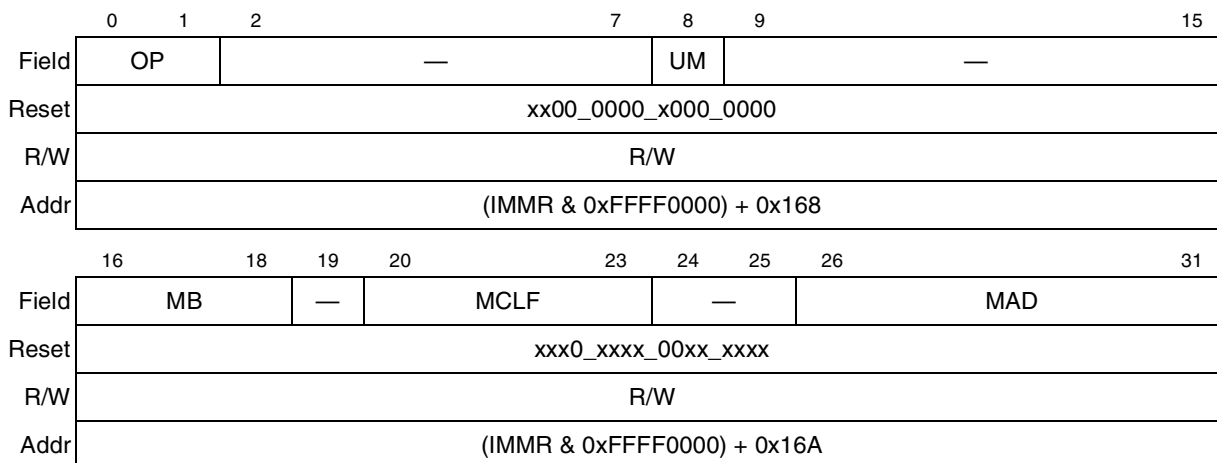 0 1 2 7 8 9 15
Field OP — UM —
Reset xx00_0000_x000_0000
R/W R/W
Addr (IMMR & 0xFFFF0000) + 0x168
16 18 19 20 23 24 25 26 31
Field MB — MCLF — MAD
Reset xxx0_xxxx_00xx_xxxx
R/W R/W
Addr (IMMR & 0xFFFF0000) + 0x16A